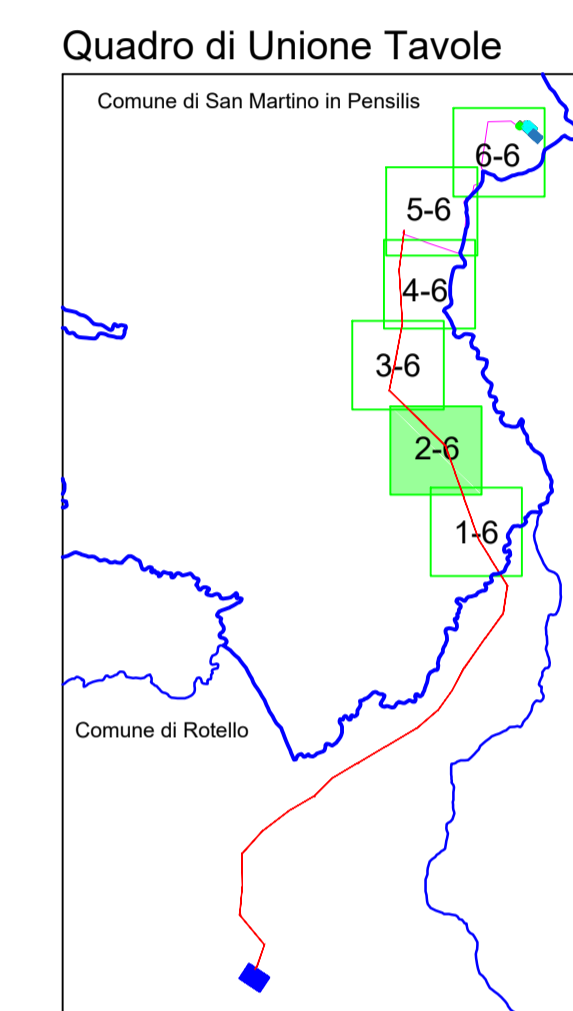 Quadro di Unione Tavole
Comune di San Martino in Pensilis
6-6
5-6
4-6
3-6
2-6
1-6
Comune di Rotello